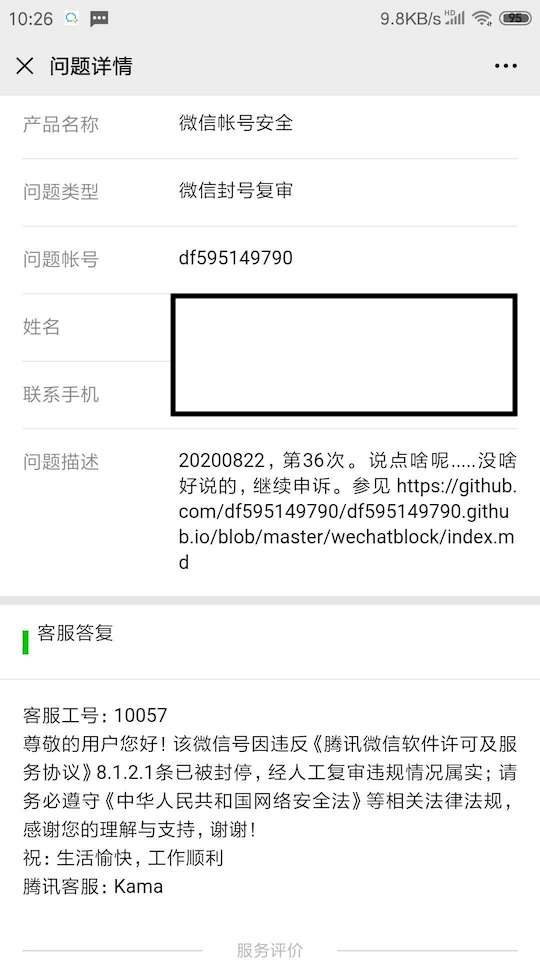 10:26 9.8KB/s HD 95
问题详情
产品名称 微信帐号安全
问题类型 微信封号复审
问题帐号 df595149790
姓名
联系手机
问题描述 20200822，第36次。说点啥呢.....没啥
好说的，继续申诉。参见 https://github.
com/df595149790/df595149790.githu
b.io/blob/master/wechatblock/index.m
d
客服答复
客服工号: 10057
尊敬的用户您好！该微信号因违反《腾讯微信软件许可及服
务协议》8.1.2.1条已被封停，经人工复审违规情况属实；请
务必遵守《中华人民共和国网络安全法》等相关法律法规，
感谢您的理解与支持，谢谢！
祝: 生活愉快，工作顺利
腾讯客服: Kama
服务评价